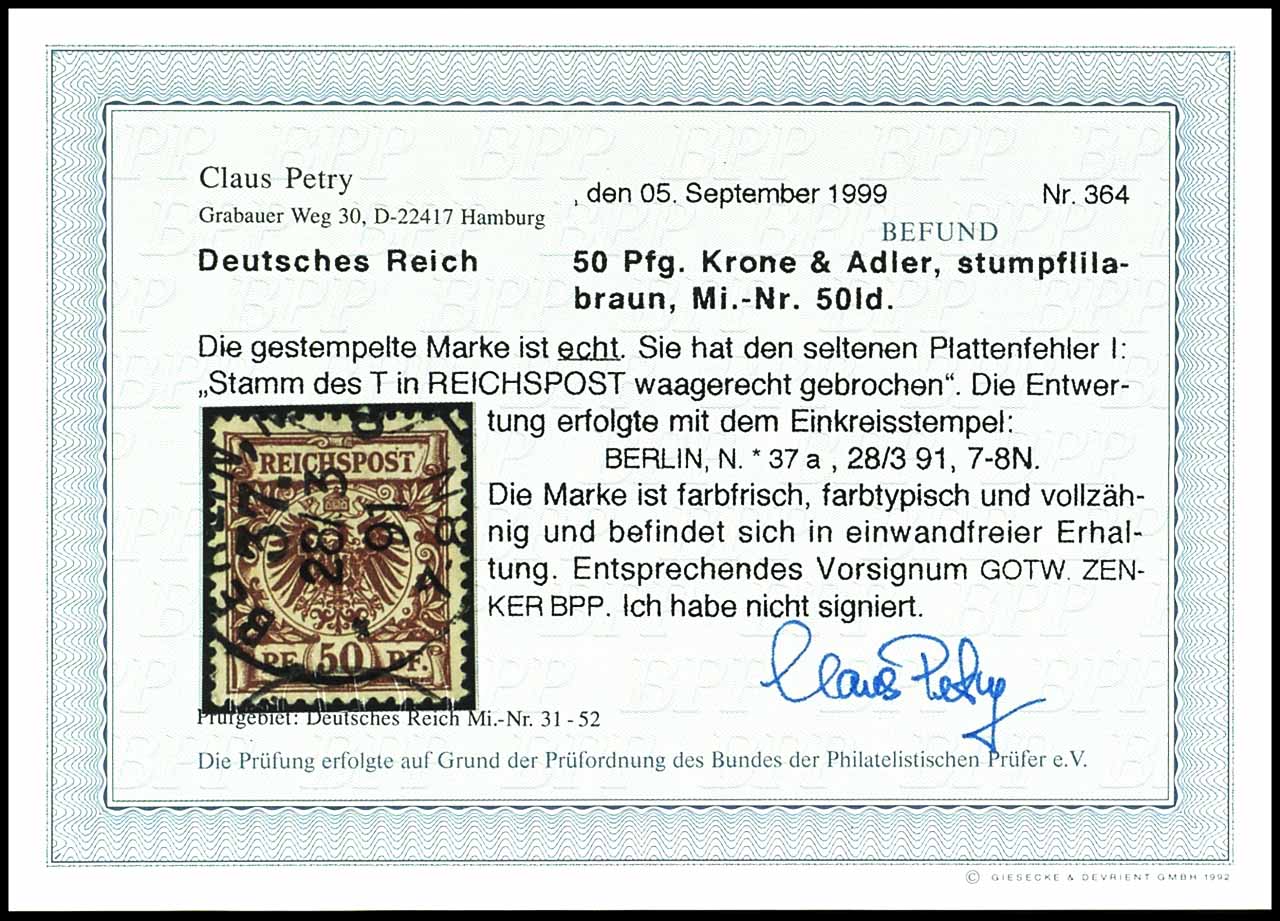 Claus Petry
Grabauer Weg 30, D-22417 Hamburg
, den 05. September 1999
Nr. 364
BEFUND
Deutsches Reich
50 Pfg. Krone & Adler, stumpflila-
braun, Mi.-Nr. 50Id.
Die gestempelte Marke ist echt. Sie hat den seltenen Plattenfehler I:
„Stamm des T in REICHSPOST waagerecht gebrochen“. Die Entwer-
tung erfolgte mit dem Einkreisstempel:
BERLIN, N. * 37 a , 28/3 91, 7-8N.
Die Marke ist farbfrisch, farbtypisch und vollzäh-
nig und befindet sich in einwandfreier Erhal-
tung. Entsprechendes Vorsignum GOTW. ZEN-
KER BPP. Ich habe nicht signiert.
REICHSPOST
28/3
91
PF. 50 PF.
Claus Petry
Prüfgebiet: Deutsches Reich Mi.-Nr. 31 - 52
Die Prüfung erfolgte auf Grund der Prüfordnung des Bundes der Philatelistischen Prüfer e.V.
© GIESECKE & DEVRIENT GMBH 1992